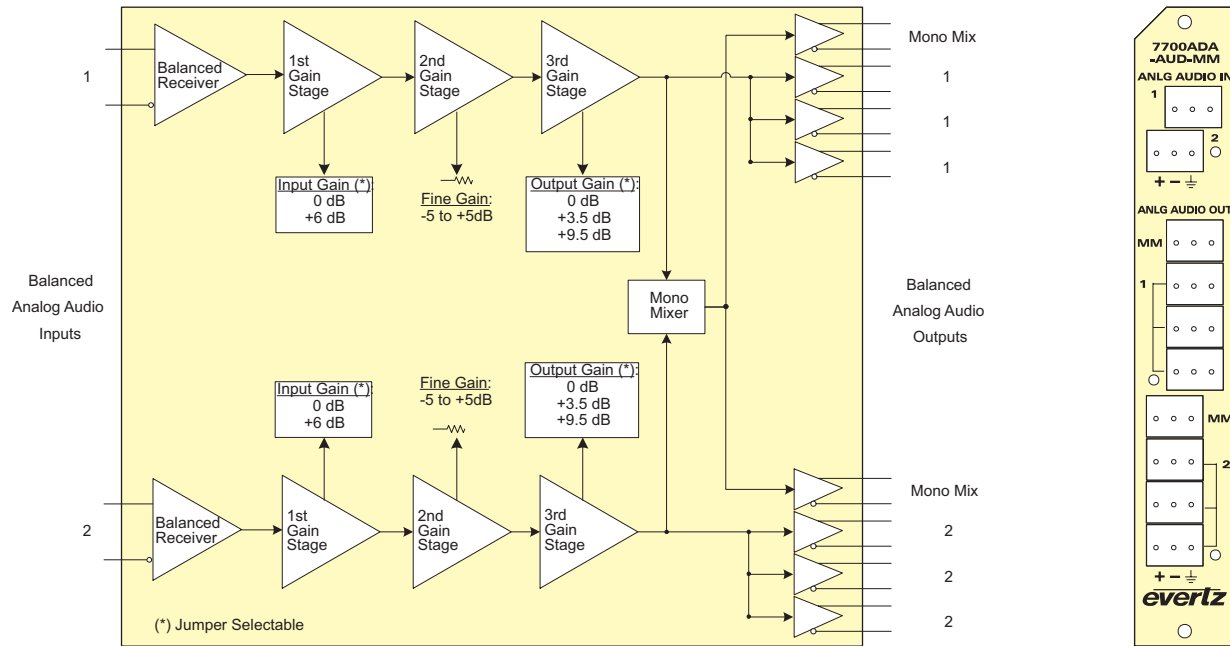 1
Balanced
Receiver
1st
Gain
Stage
2nd
Gain
Stage
3rd
Gain
Stage
Input Gain (*):
0 dB
+6 dB
Fine Gain:
-5 to +5dB
Output Gain (*):
0 dB
+3.5 dB
+9.5 dB
Mono Mix
1
1
1
Balanced
Analog Audio
Inputs
Mono
Mixer
Balanced
Analog Audio
Outputs
Input Gain (*):
0 dB
+6 dB
Fine Gain:
-5 to +5dB
Output Gain (*):
0 dB
+3.5 dB
+9.5 dB
2
Balanced
Receiver
1st
Gain
Stage
2nd
Gain
Stage
3rd
Gain
Stage
Mono Mix
2
2
2
(*) Jumper Selectable
7700ADA
-AUD-MM
ANLG AUDIO IN
1
2
+ −
ANLG AUDIO OUT
MM
1
MM
2
+ −
everlz